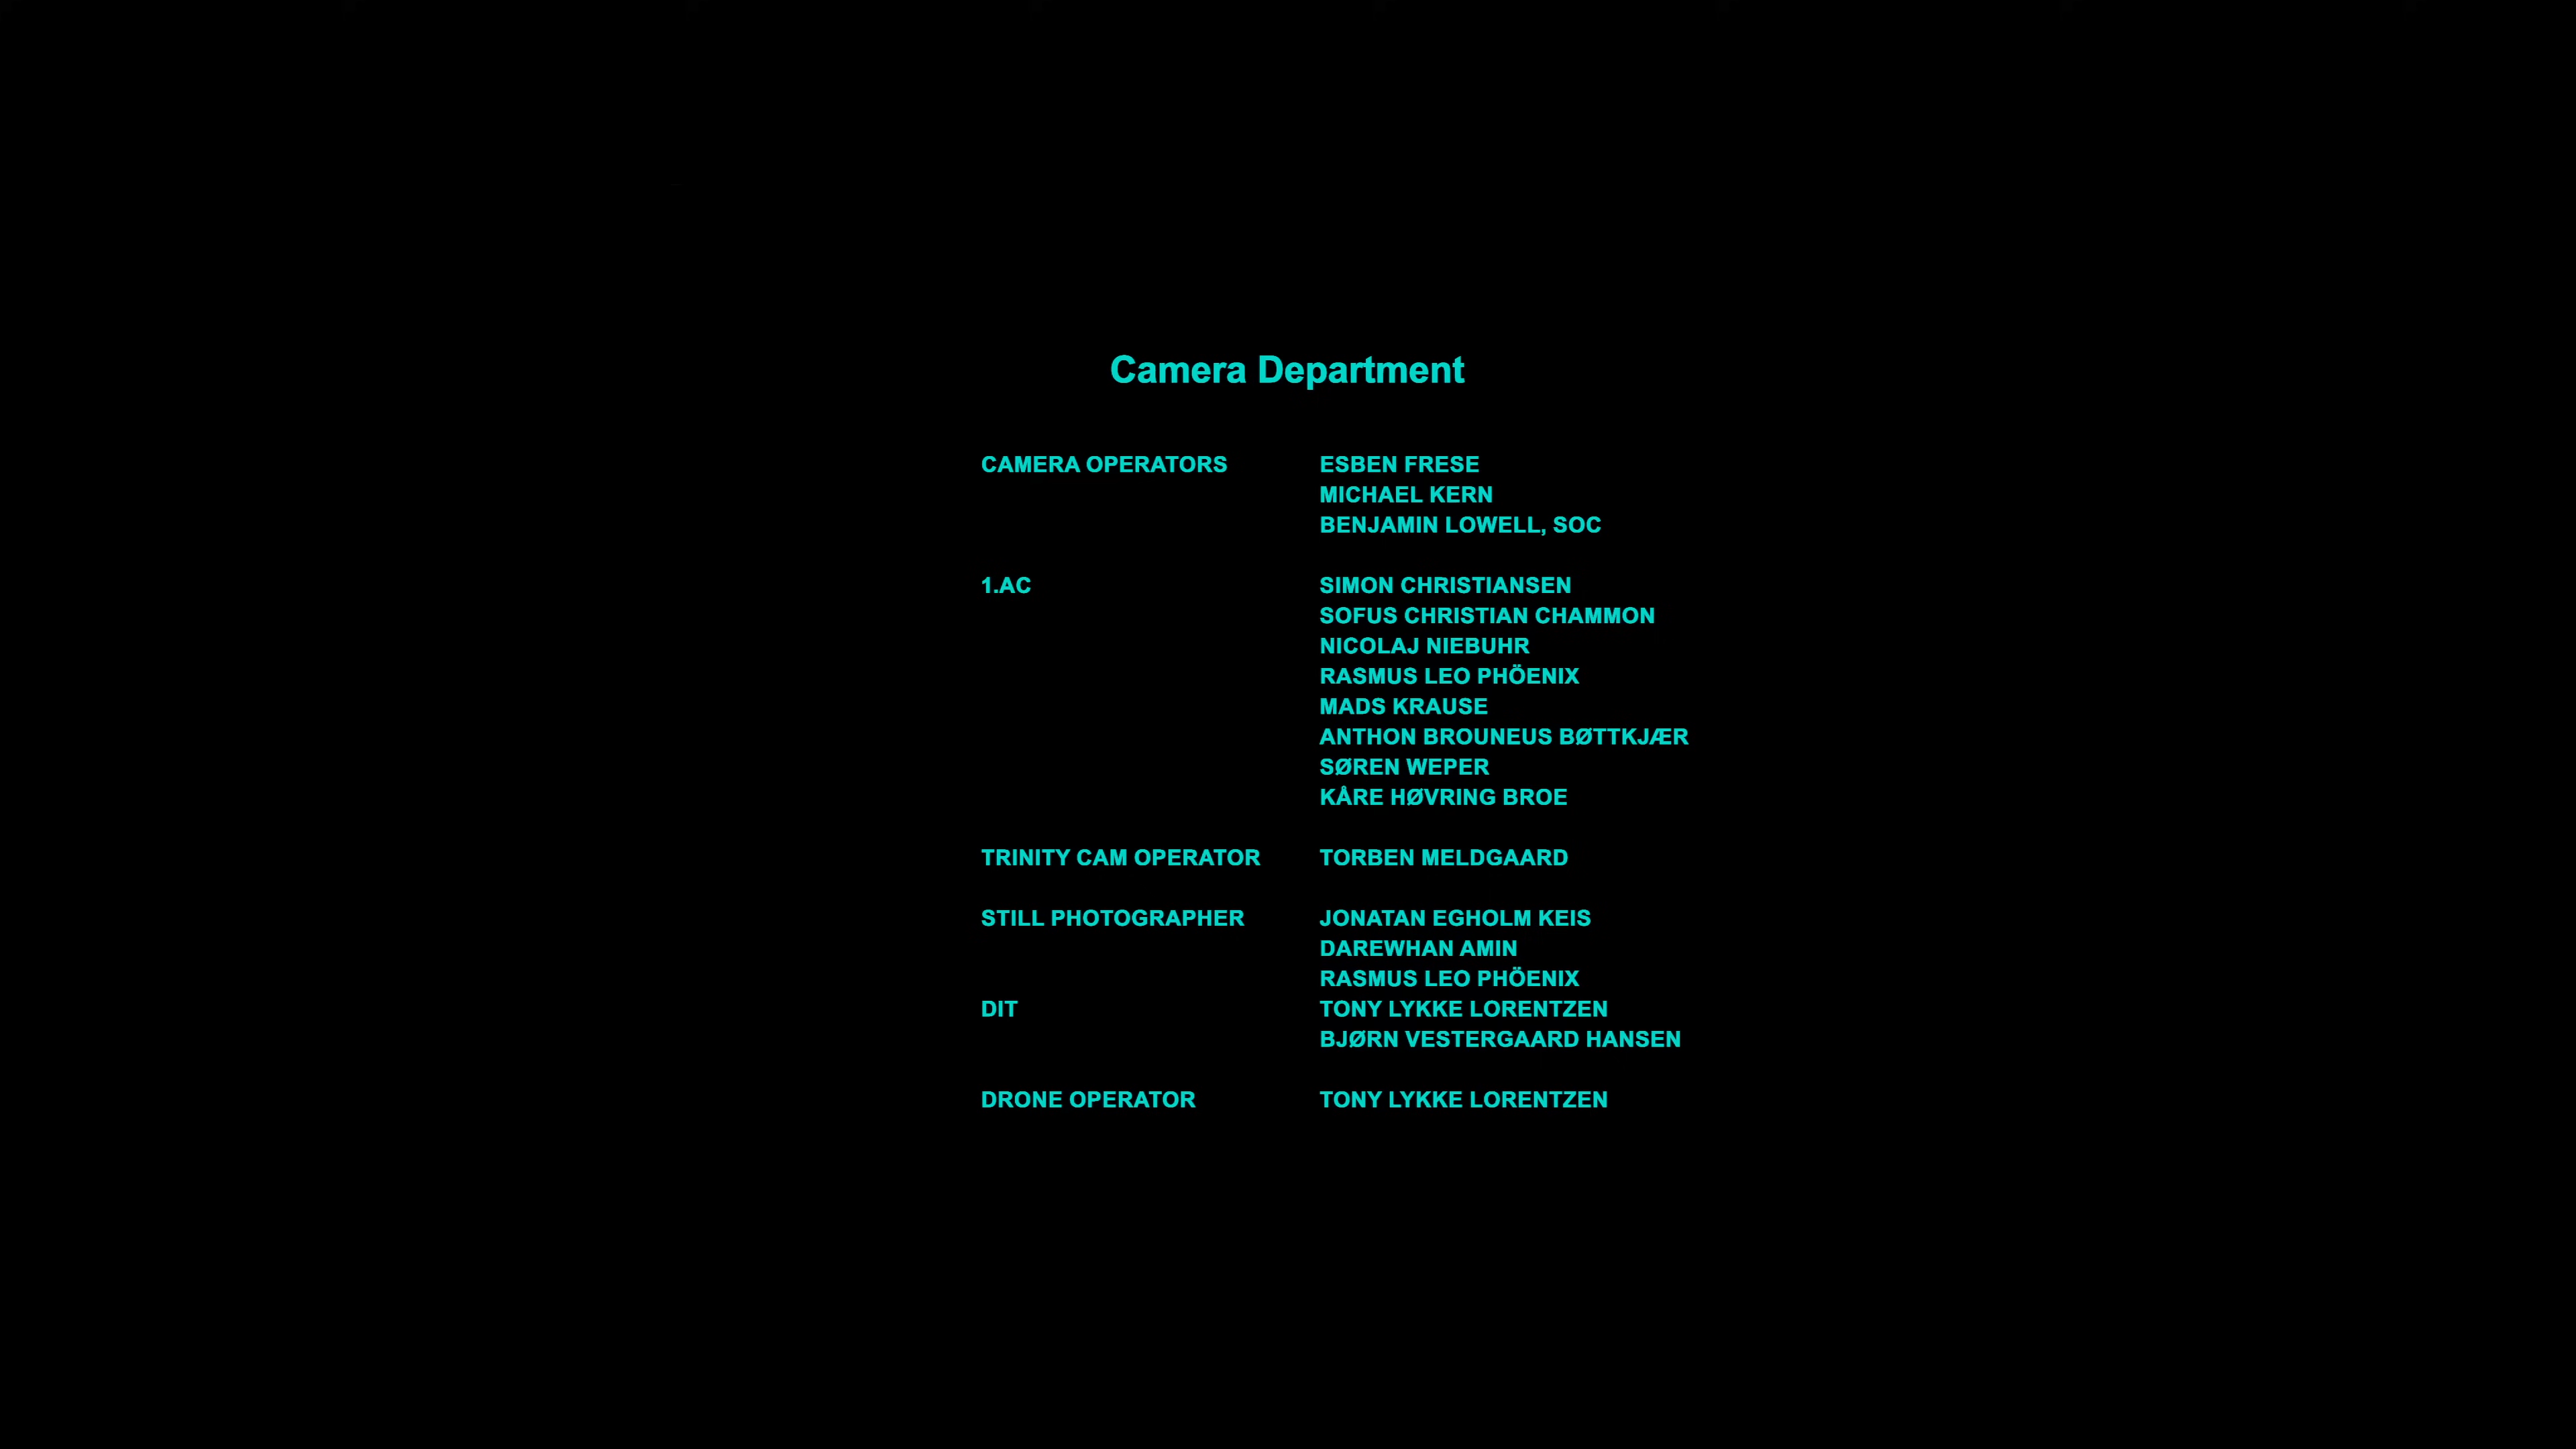 Camera Department
CAMERA OPERATORS ESBEN FRESE
MICHAEL KERN
BENJAMIN LOWELL, SOC
1.AC SIMON CHRISTIANSEN
SOFUS CHRISTIAN CHAMMON
NICOLAJ NIEBUHR
RASMUS LEO PHÖENIX
MADS KRAUSE
ANTHON BROUNEUS BØTTKJÆR
SØREN WEPER
KÅRE HØVRING BROE
TRINITY CAM OPERATOR TORBEN MELDGAARD
STILL PHOTOGRAPHER JONATAN EGHOLM KEIS
DAREWHAN AMIN
RASMUS LEO PHÖENIX
DIT TONY LYKKE LORENTZEN
BJØRN VESTERGAARD HANSEN
DRONE OPERATOR TONY LYKKE LORENTZEN